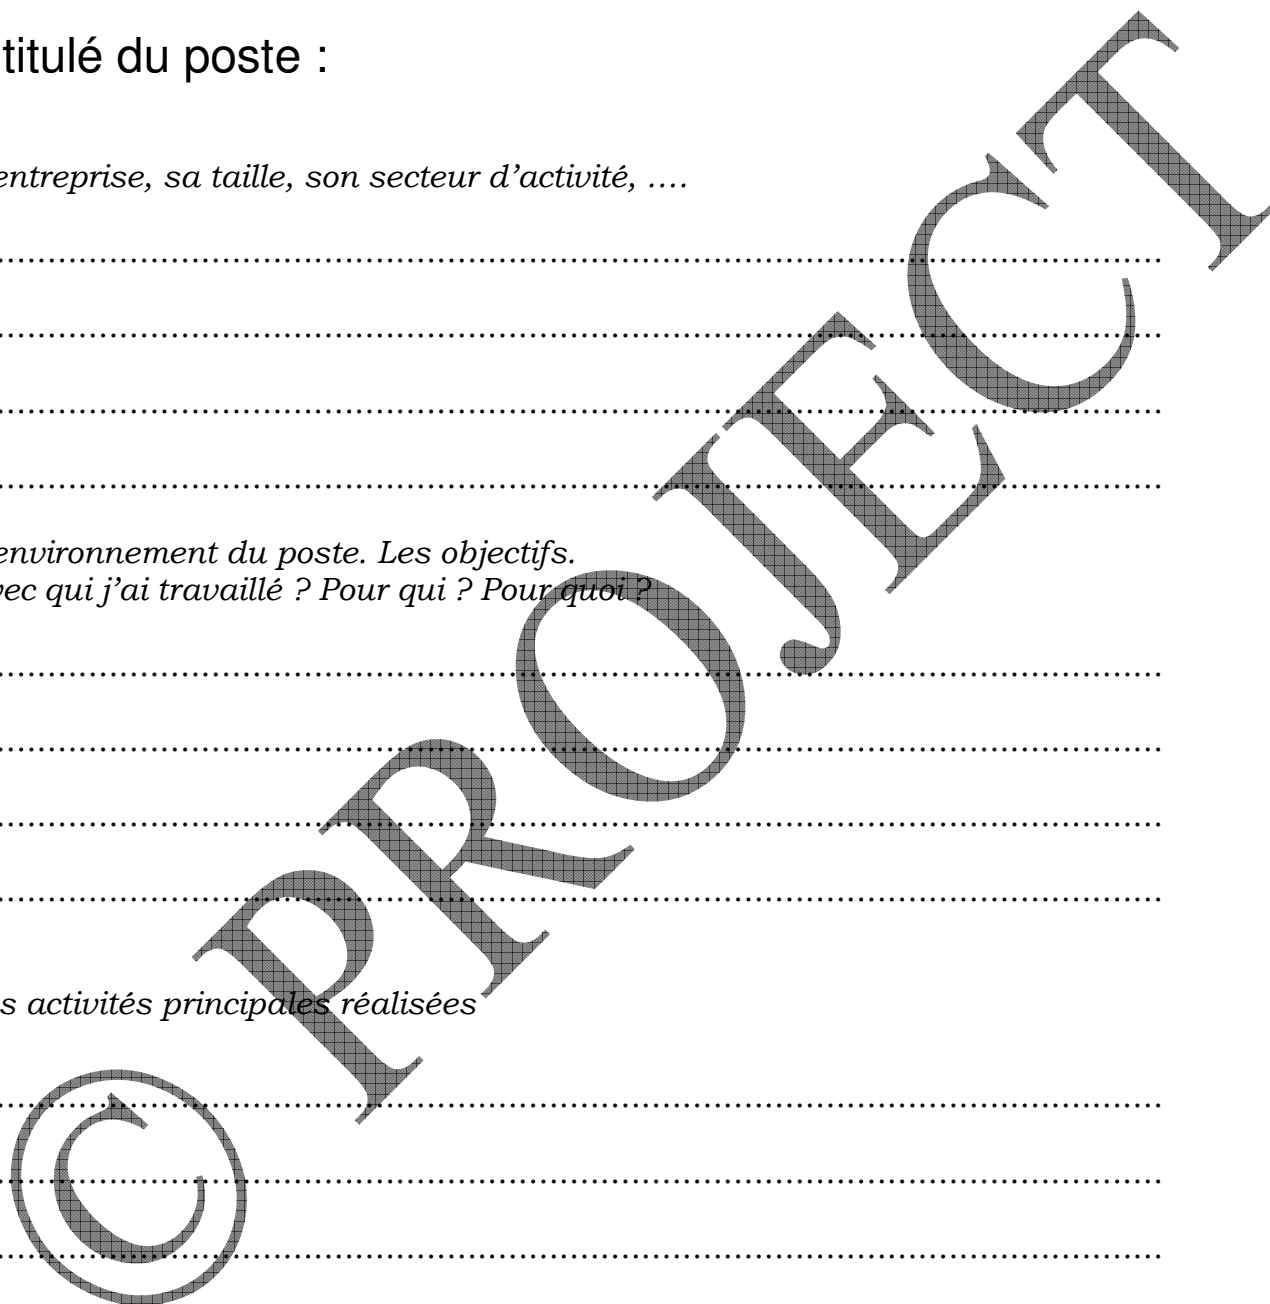 titulé du poste :
entreprise, sa taille, son secteur d’activité, ….
environnement du poste. Les objectifs.
vec qui j’ai travaillé ? Pour qui ? Pour quoi ?
s activités principales réalisées
© PROJECT